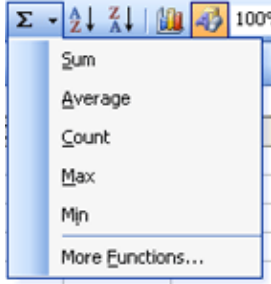 Σ A Z Z A 100%
Sum
Average
Count
Max
Min
More Functions...